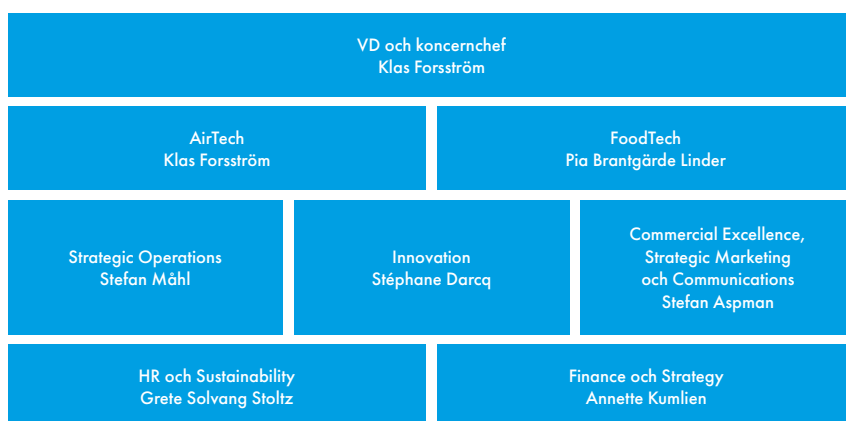 VD och koncernchef
Klas Forsström
AirTech
Klas Forsström
FoodTech
Pia Brantgärde Linder
Strategic Operations
Stefan Måhl
Innovation
Stéphane Darcq
Commercial Excellence,
Strategic Marketing
och Communications
Stefan Aspman
HR och Sustainability
Grete Solvang Stoltz
Finance och Strategy
Annette Kumlien